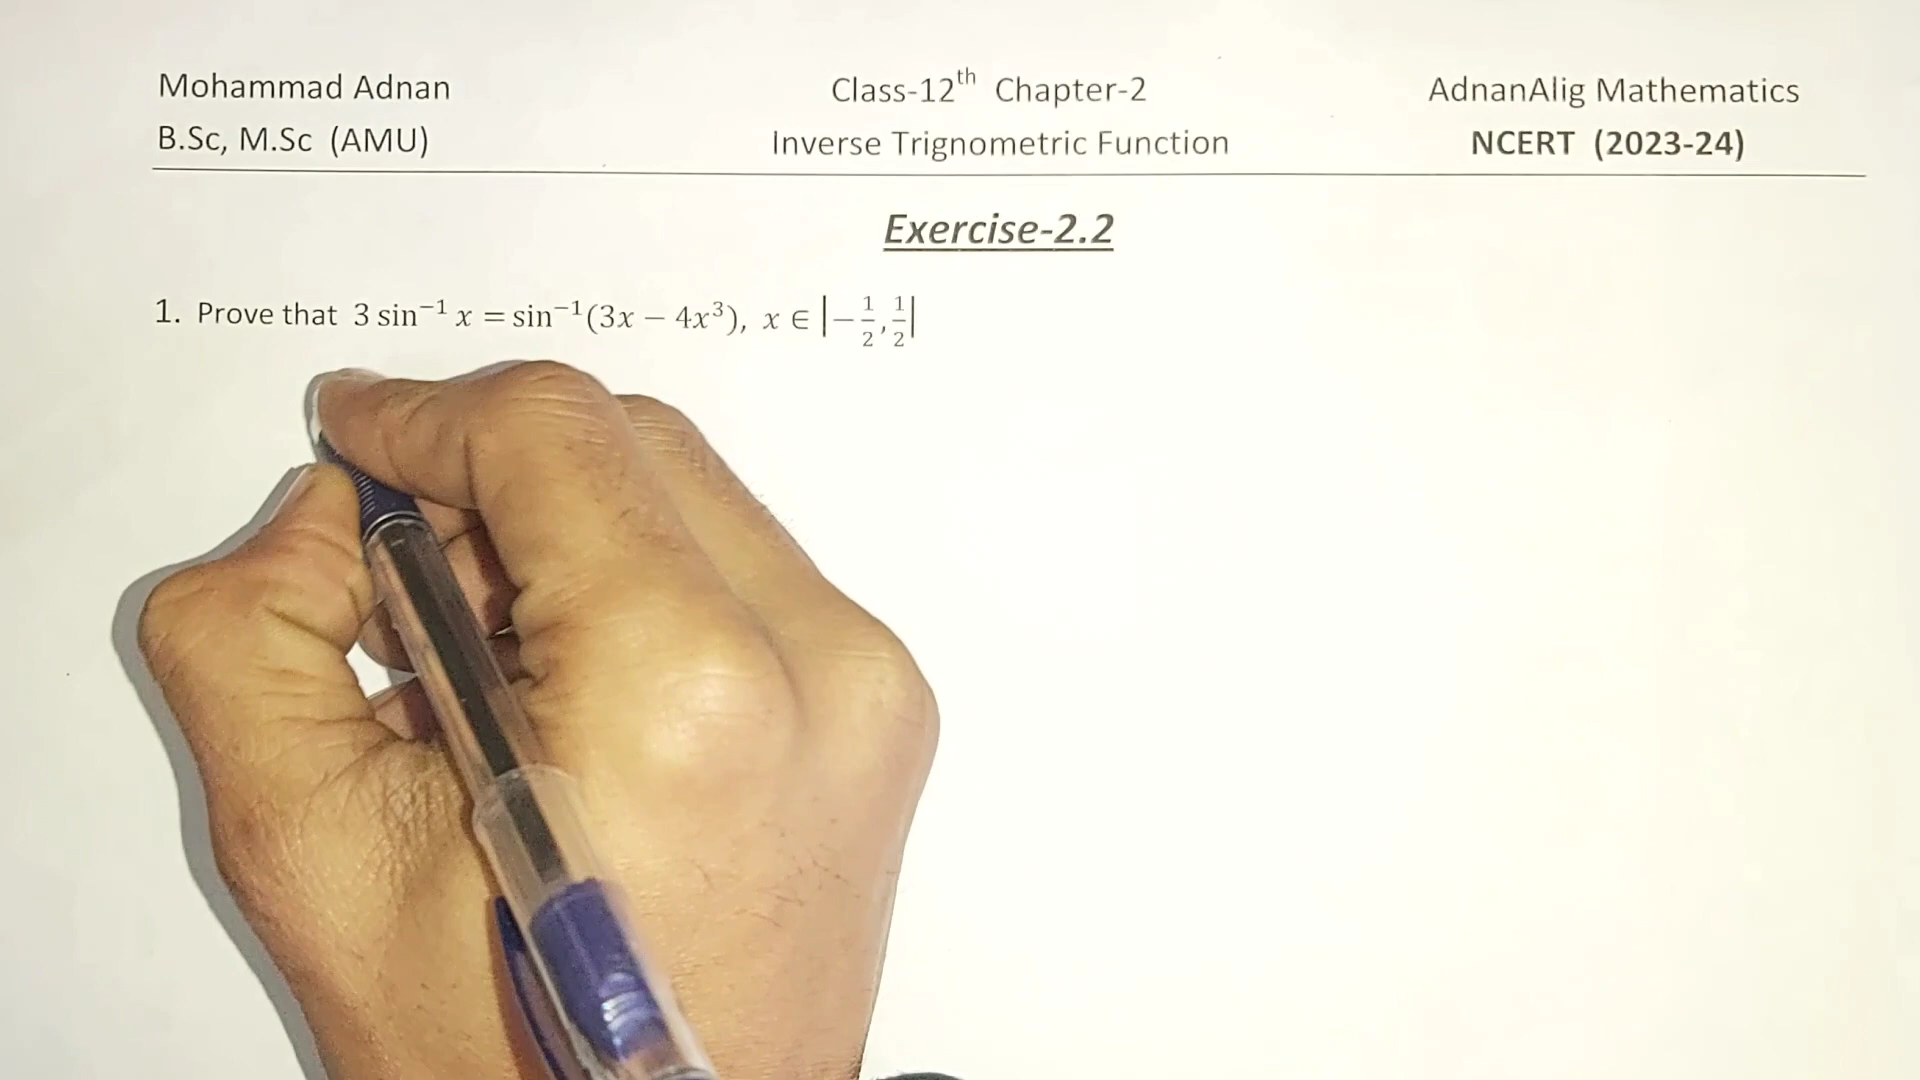 Mohammad Adnan
B.Sc, M.Sc (AMU)
Class-12th Chapter-2
Inverse Trignometric Function
AdnanAlig Mathematics
NCERT (2023-24)
Exercise-2.2
1. Prove that 3 sin⁻¹ x = sin⁻¹(3x − 4x³), x ∈ |−1/2, 1/2|